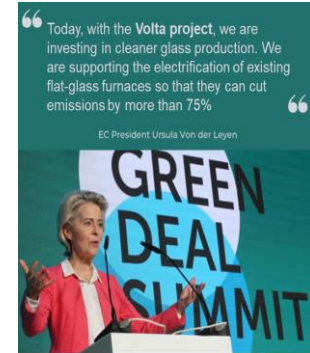 “ Today, with the Volta project, we are
investing in cleaner glass production. We
are supporting the electrification of existing
flat-glass furnaces so that they can cut
emissions by more than 75% “
EC President Ursula Von der Leyen
GREEN
DEAL
SUMMIT